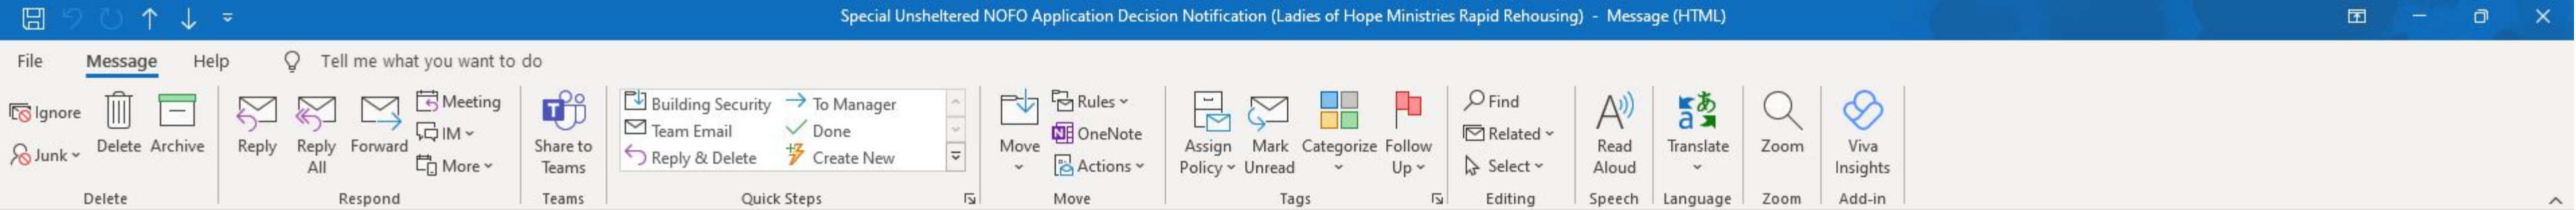 Special Unsheltered NOFO Application Decision Notification (Ladies of Hope Ministries Rapid Rehousing) - Message (HTML)
File Message Help Tell me what you want to do
Ignore
Junk
Delete
Archive
Delete
Reply
Reply
All
Forward
Meeting
IM
More
Respond
Share to
Teams
Teams
Building Security
Team Email
Reply & Delete
To Manager
Done
Create New
Quick Steps
Move
Rules
OneNote
Actions
Move
Assign
Policy
Mark
Unread
Categorize
Follow
Up
Tags
Find
Related
Select
Editing
Read
Aloud
Speech
Translate
Language
Zoom
Zoom
Viva
Insights
Add-in